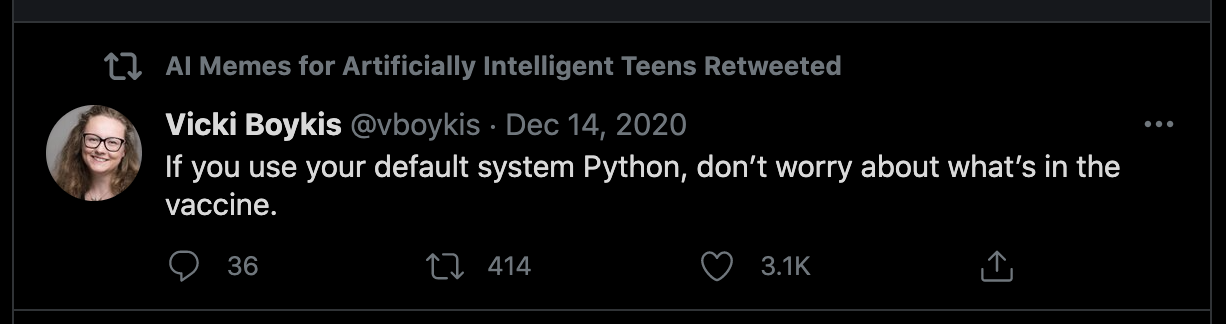 AI Memes for Artificially Intelligent Teens Retweeted
Vicki Boykis @vboykis · Dec 14, 2020
If you use your default system Python, don’t worry about what’s in the
vaccine.
36 414 3.1K